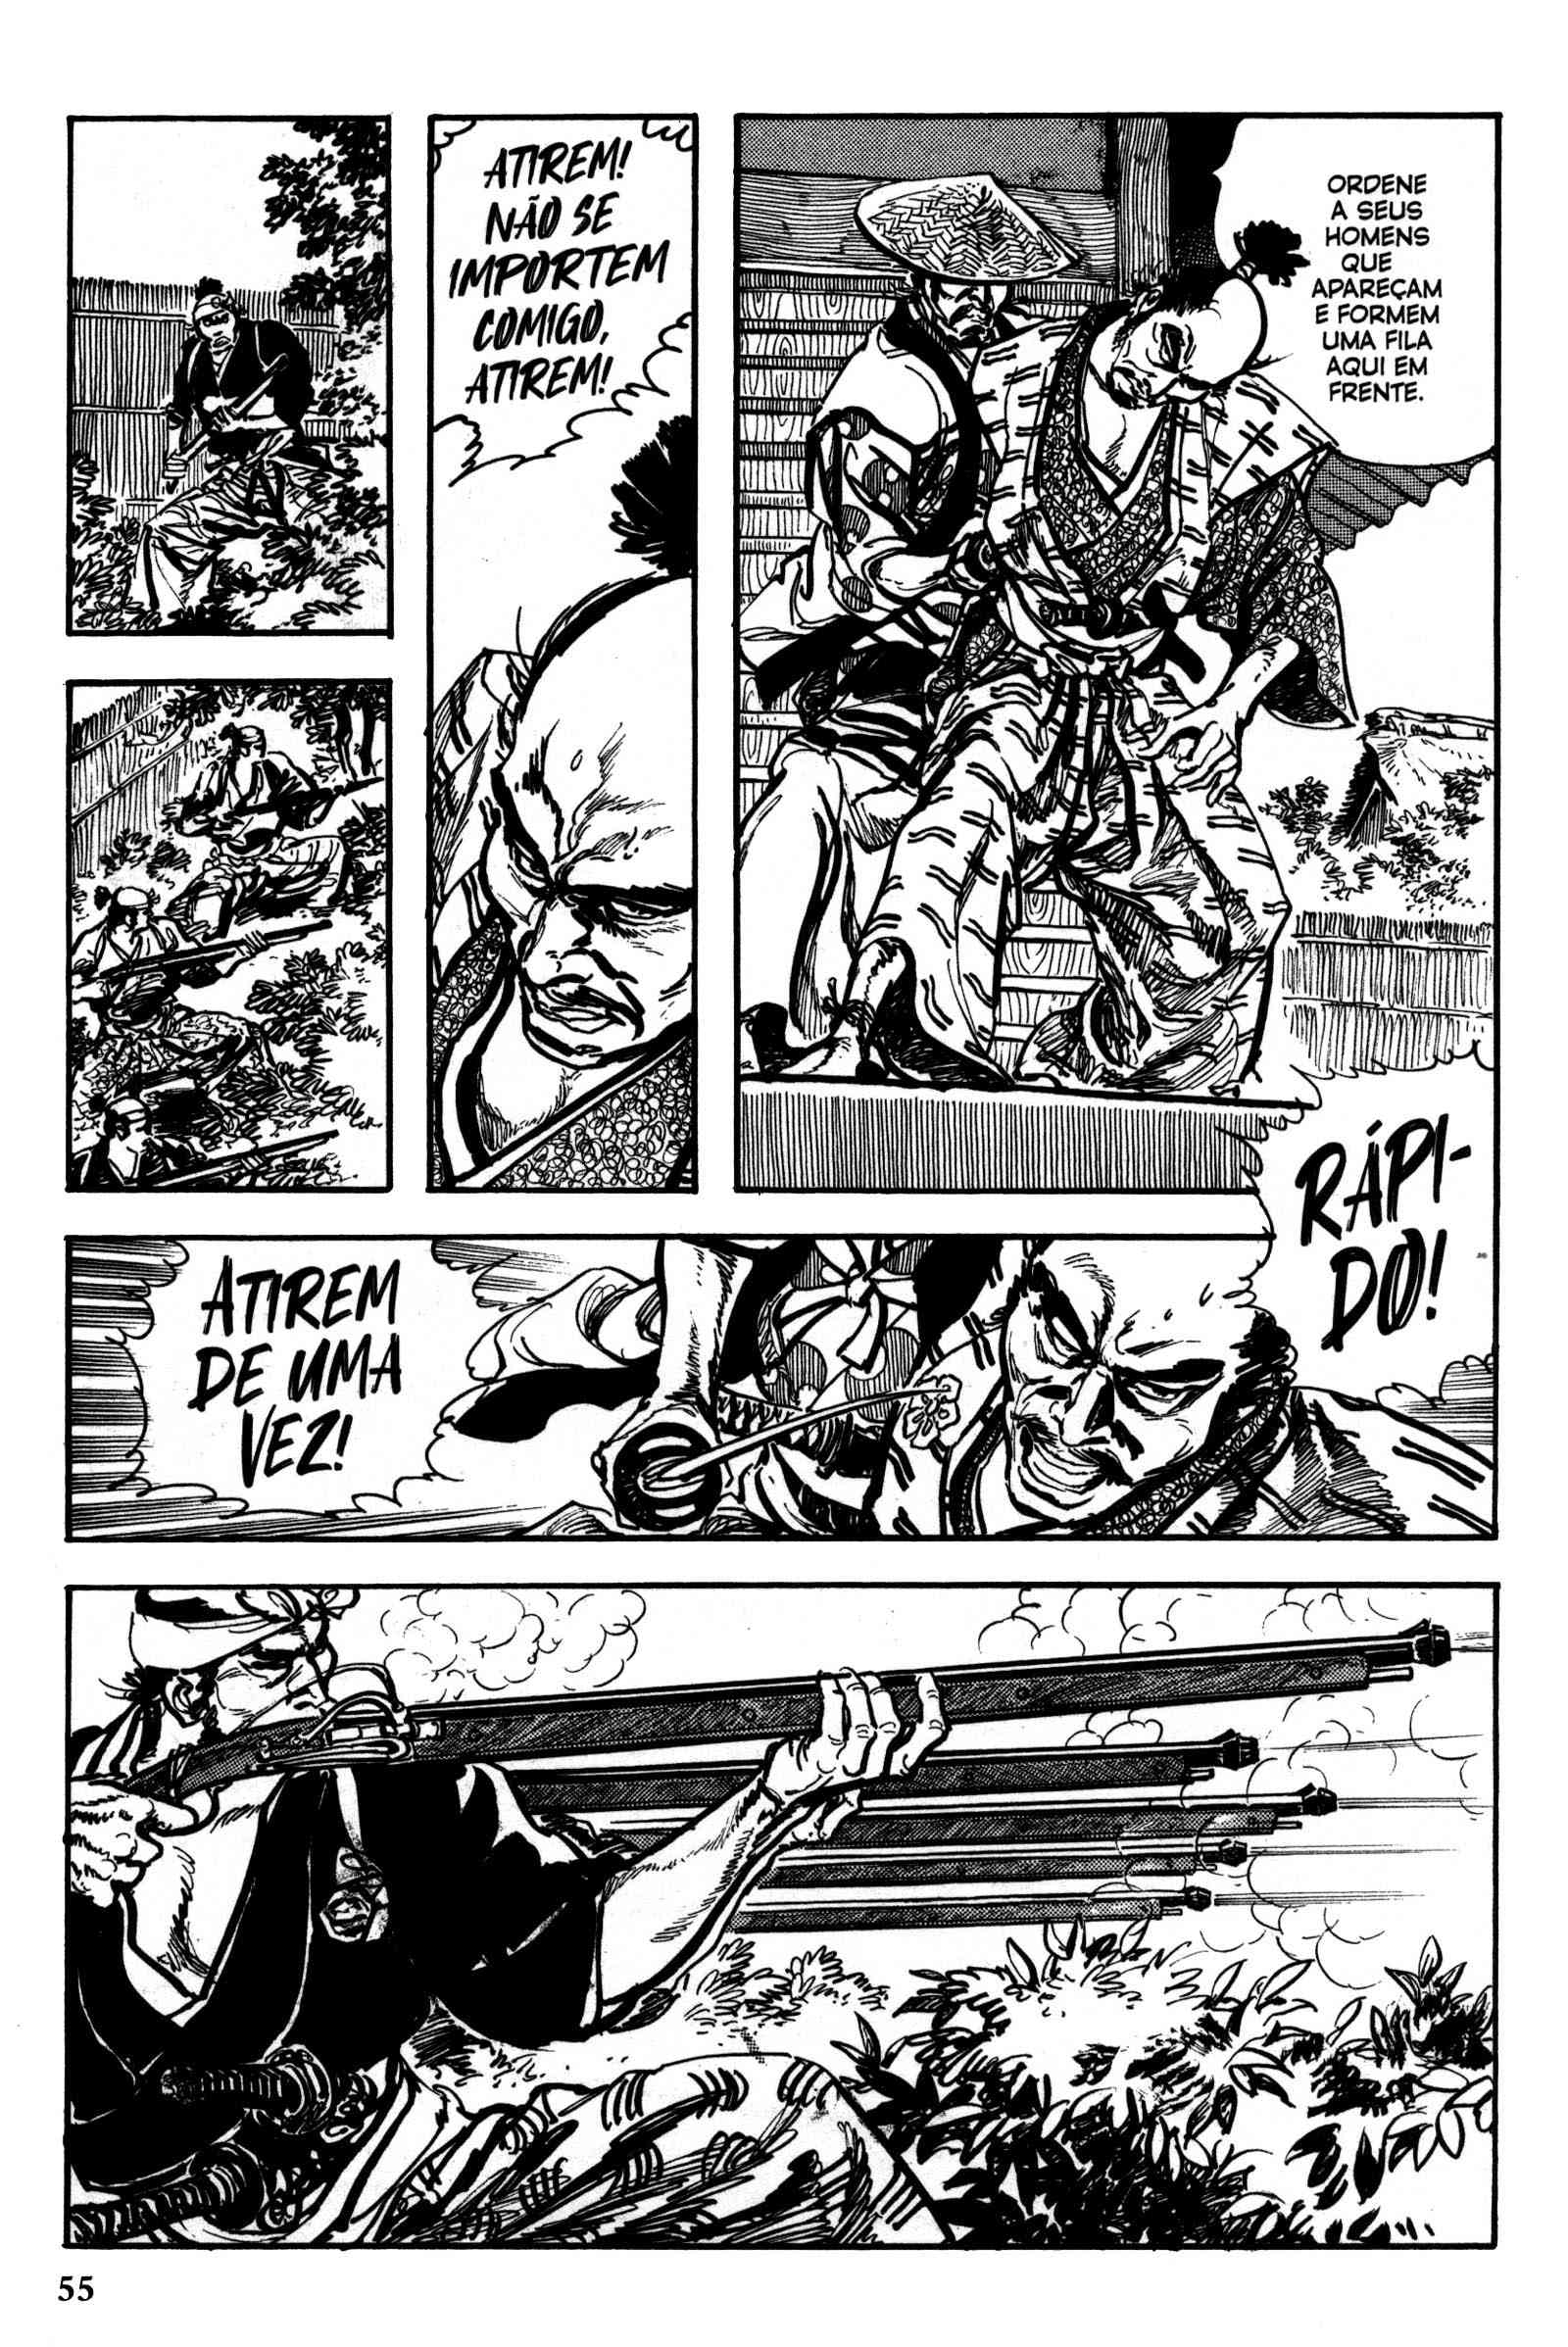 ORDENE
A SEUS
HOMENS
QUE
APAREÇAM
E FORMEM
UMA FILA
AQUI EM
FRENTE.
ATIREM!
NÃO SE
IMPORTEM
COMIGO,
ATIREM!
RÁPI-
DO!
ATIREM
DE UMA
VEZ!
55